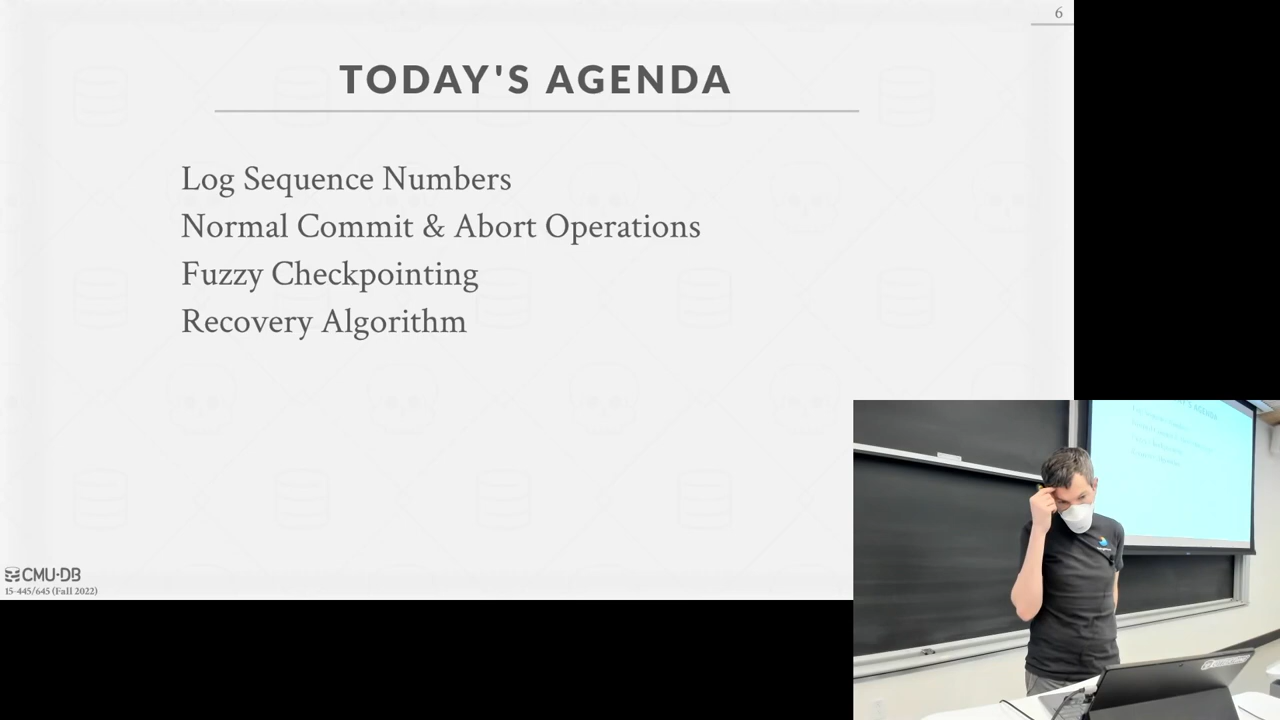 6
TODAY'S AGENDA
Log Sequence Numbers
Normal Commit & Abort Operations
Fuzzy Checkpointing
Recovery Algorithm
CMU·DB
15-445/645 (Fall 2022)